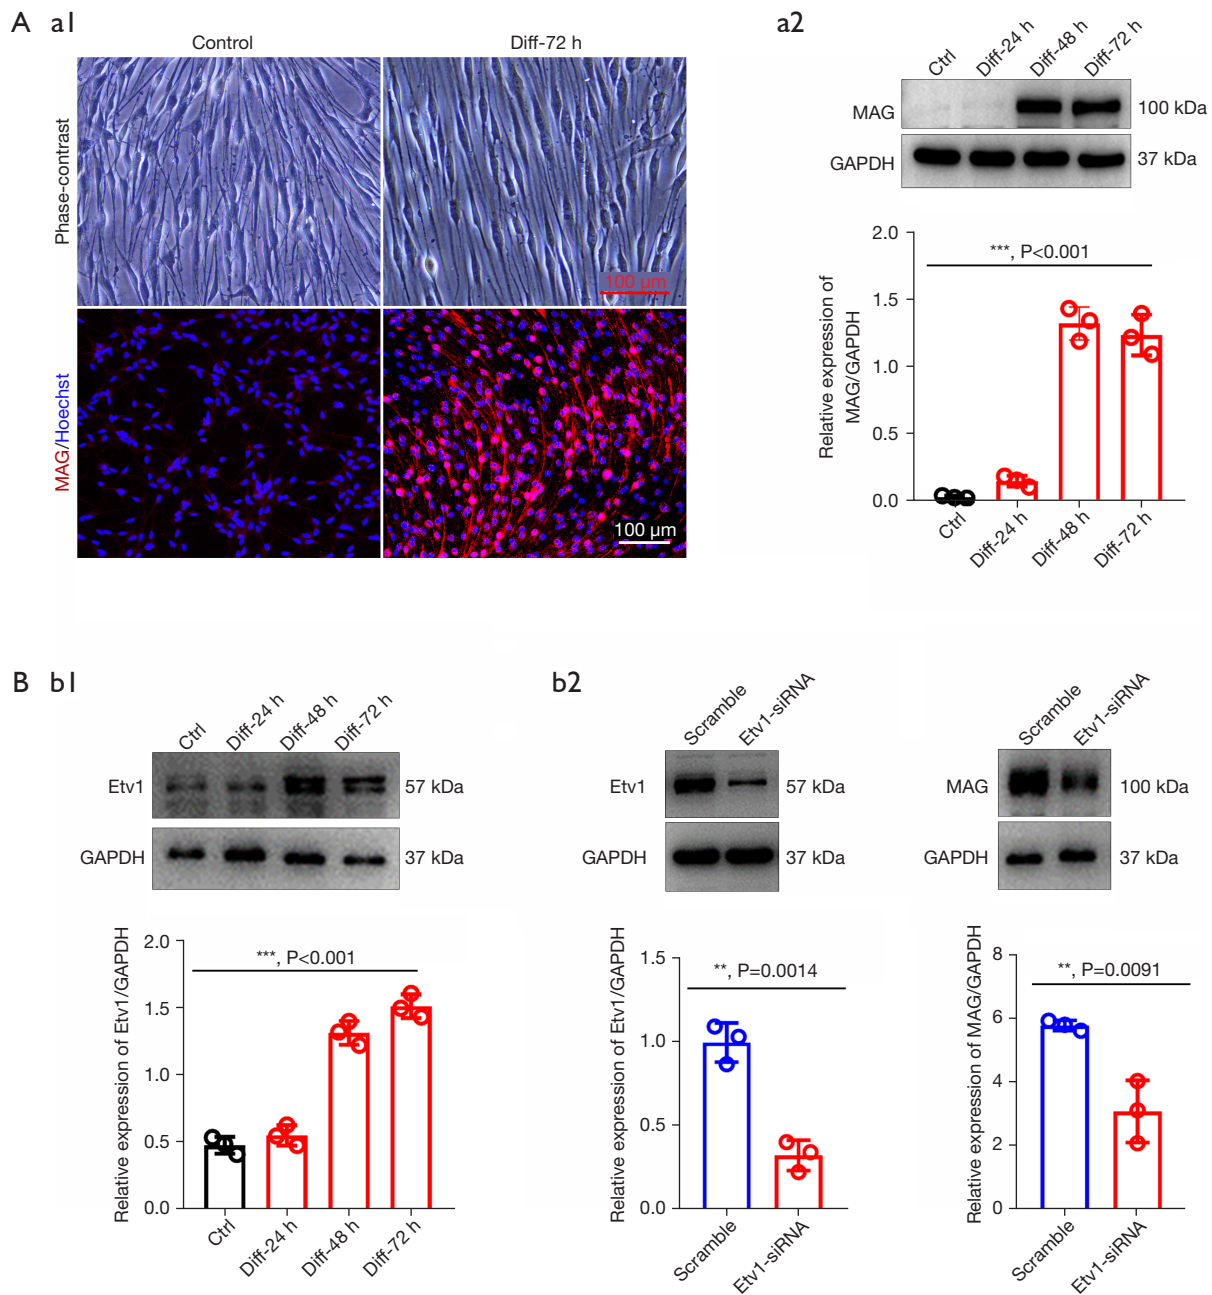 A a1
Control
Diff-72 h
Phase-contrast
100 µm
MAG/Hoechst
100 µm
a2
Ctrl
Diff-24 h
Diff-48 h
Diff-72 h
MAG
100 kDa
GAPDH
37 kDa
Relative expression of
MAG/GAPDH
2.0
1.5
1.0
0.5
0.0
***, P<0.001
Ctrl
Diff-24 h
Diff-48 h
Diff-72 h
B b1
Ctrl
Diff-24 h
Diff-48 h
Diff-72 h
Etv1
57 kDa
GAPDH
37 kDa
Relative expression of Etv1/GAPDH
2.0
1.5
1.0
0.5
0.0
***, P<0.001
Ctrl
Diff-24 h
Diff-48 h
Diff-72 h
b2
Scramble
Etv1-siRNA
Etv1
57 kDa
GAPDH
37 kDa
Relative expression of Etv1/GAPDH
1.5
1.0
0.5
0.0
**, P=0.0014
Scramble
Etv1-siRNA
Scramble
Etv1-siRNA
MAG
100 kDa
GAPDH
37 kDa
Relative expression of MAG/GAPDH
8
6
4
2
0
**, P=0.0091
Scramble
Etv1-siRNA